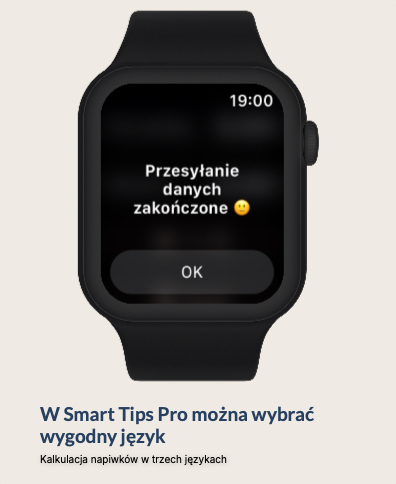 19:00
Przesyłanie
danych
zakończone 🙂
OK
W Smart Tips Pro można wybrać
wygodny język
Kalkulacja napiwków w trzech językach